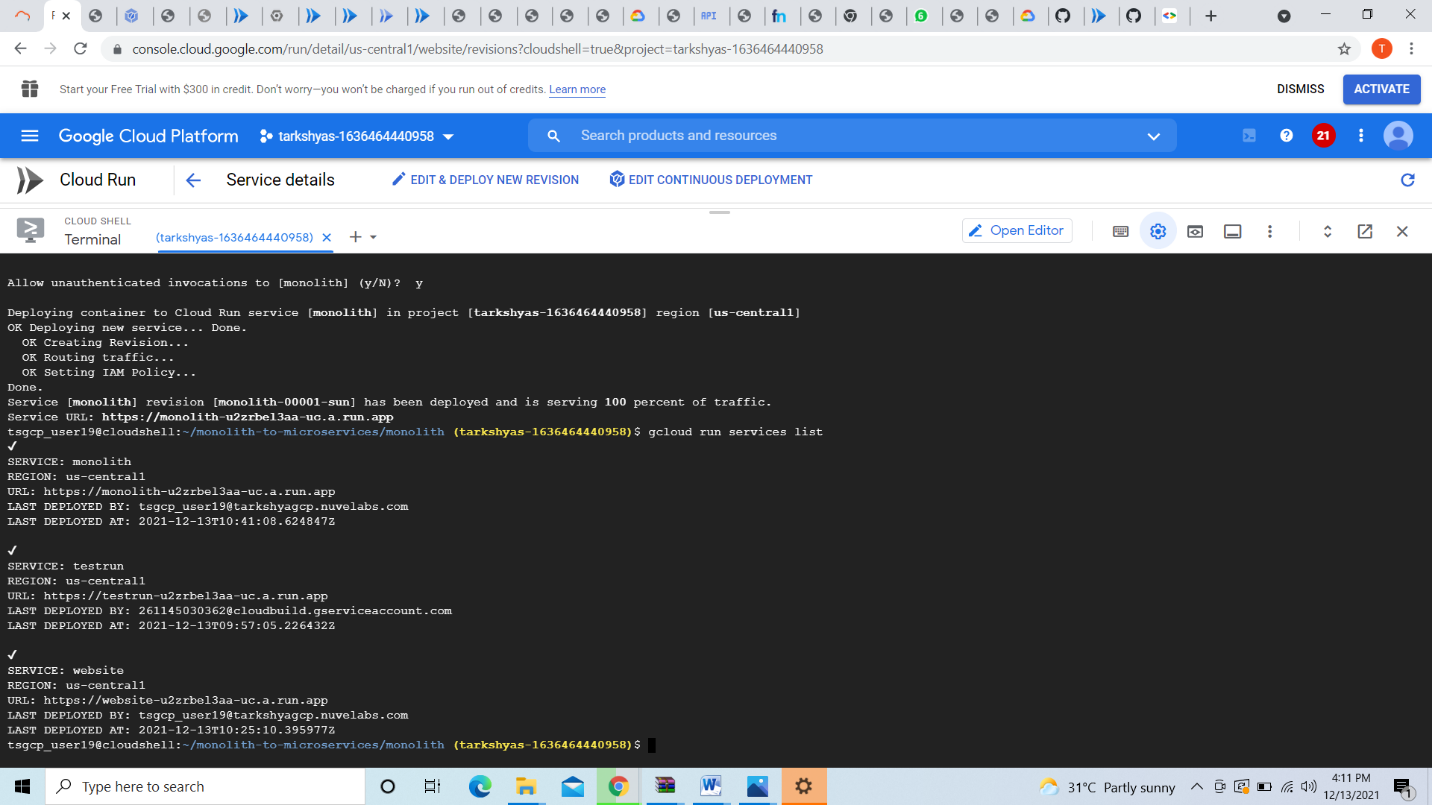 F
API
fn
6
console.cloud.google.com/run/detail/us-central1/website/revisions?cloudshell=true&project=tarkshyas-1636464440958
T
Start your Free Trial with $300 in credit. Don't worry—you won't be charged if you run out of credits. Learn more
DISMISS
ACTIVATE
Google Cloud Platform
tarkshyas-1636464440958
Search products and resources
21
Cloud Run
Service details
EDIT & DEPLOY NEW REVISION
EDIT CONTINUOUS DEPLOYMENT
CLOUD SHELL
Terminal
(tarkshyas-1636464440958)
Open Editor
Allow unauthenticated invocations to [monolith] (y/N)? y
Deploying container to Cloud Run service [monolith] in project [tarkshyas-1636464440958] region [us-central1]
OK Deploying new service... Done.
OK Creating Revision...
OK Routing traffic...
OK Setting IAM Policy...
Done.
Service [monolith] revision [monolith-00001-sun] has been deployed and is serving 100 percent of traffic.
Service URL: https://monolith-u2zrbel3aa-uc.a.run.app
tsgcp_user19@cloudshell:~/monolith-to-microservices/monolith (tarkshyas-1636464440958)$ gcloud run services list
✔
SERVICE: monolith
REGION: us-central1
URL: https://monolith-u2zrbel3aa-uc.a.run.app
LAST DEPLOYED BY: tsgcp_user19@tarkshyagcp.nuvelabs.com
LAST DEPLOYED AT: 2021-12-13T10:41:08.624847Z
✔
SERVICE: testrun
REGION: us-central1
URL: https://testrun-u2zrbel3aa-uc.a.run.app
LAST DEPLOYED BY: 261145030362@cloudbuild.gserviceaccount.com
LAST DEPLOYED AT: 2021-12-13T09:57:05.226432Z
✔
SERVICE: website
REGION: us-central1
URL: https://website-u2zrbel3aa-uc.a.run.app
LAST DEPLOYED BY: tsgcp_user19@tarkshyagcp.nuvelabs.com
LAST DEPLOYED AT: 2021-12-13T10:25:10.395977Z
tsgcp_user19@cloudshell:~/monolith-to-microservices/monolith (tarkshyas-1636464440958)$
Type here to search
31°C Partly sunny
4:11 PM
12/13/2021
1